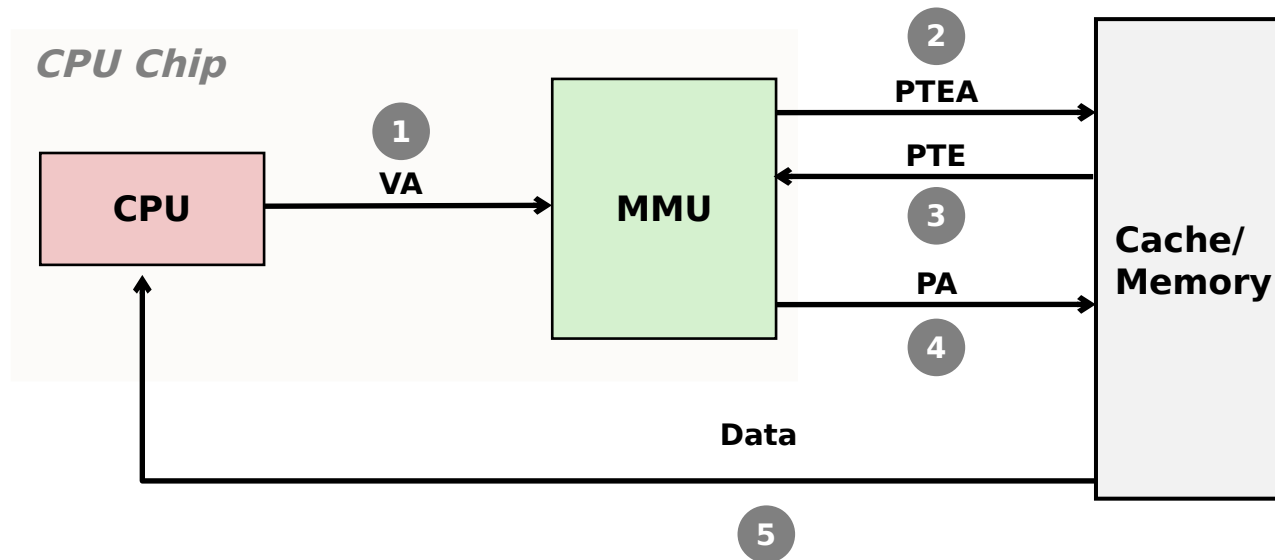 2
CPU Chip
PTEA
1
VA
PTE
CPU
MMU
3
Cache/
Memory
PA
4
Data
5